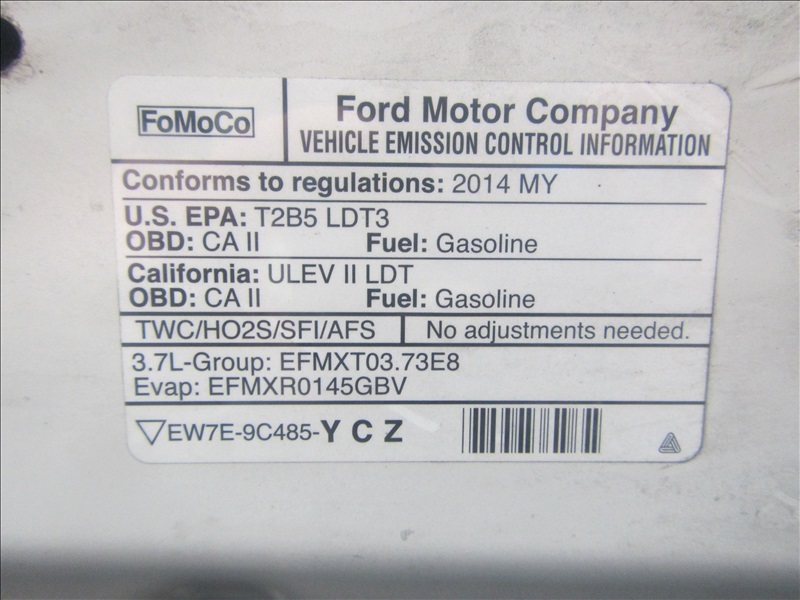 FoMoCo
Ford Motor Company
VEHICLE EMISSION CONTROL INFORMATION
Conforms to regulations: 2014 MY
U.S. EPA: T2B5 LDT3
OBD: CA II Fuel: Gasoline
California: ULEV II LDT
OBD: CA II Fuel: Gasoline
TWC/HO2S/SFI/AFS No adjustments needed.
3.7L-Group: EFMXT03.73E8
Evap: EFMXR0145GBV
EW7E-9C485-Y C Z